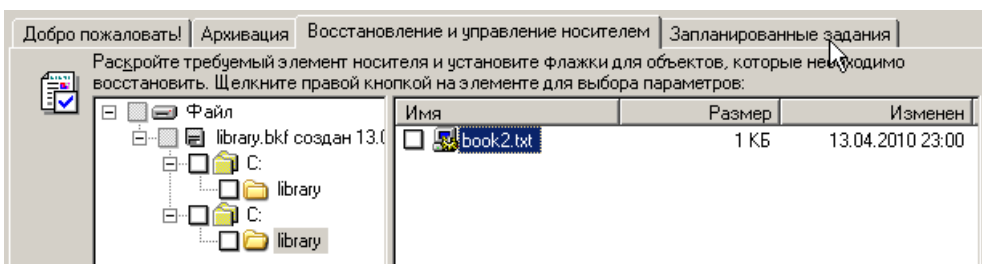 Добро пожаловать! Архивация Восстановление и управление носителем Запланированные задания
Раскройте требуемый элемент носителя и установите флажки для объектов, которые необходимо
восстановить. Щелкните правой кнопкой на элементе для выбора параметров:
Файл
library.bkf создан 13.0
C:
library
C:
library
Имя Размер Изменен
book2.txt 1 КБ 13.04.2010 23:00